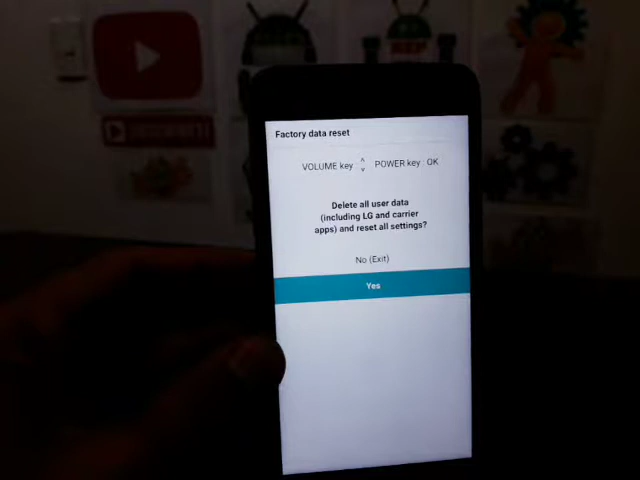 Factory data reset
VOLUME key ^ v POWER key OK
Delete all user data
(including LG and carrier
apps) and reset all settings?
No (Exit)
Yes